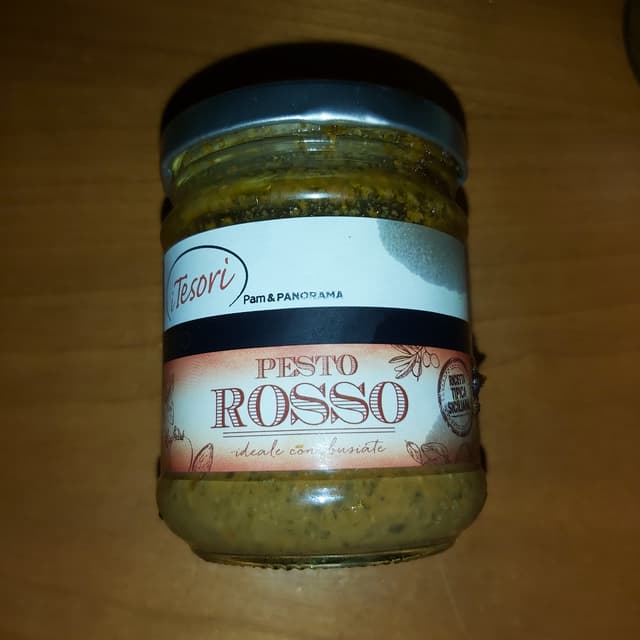 i Tesori
Pam & PANORAMA
PESTO
ROSSO
ideale con busiate
RICETTA
TIPICA
SICILIANA